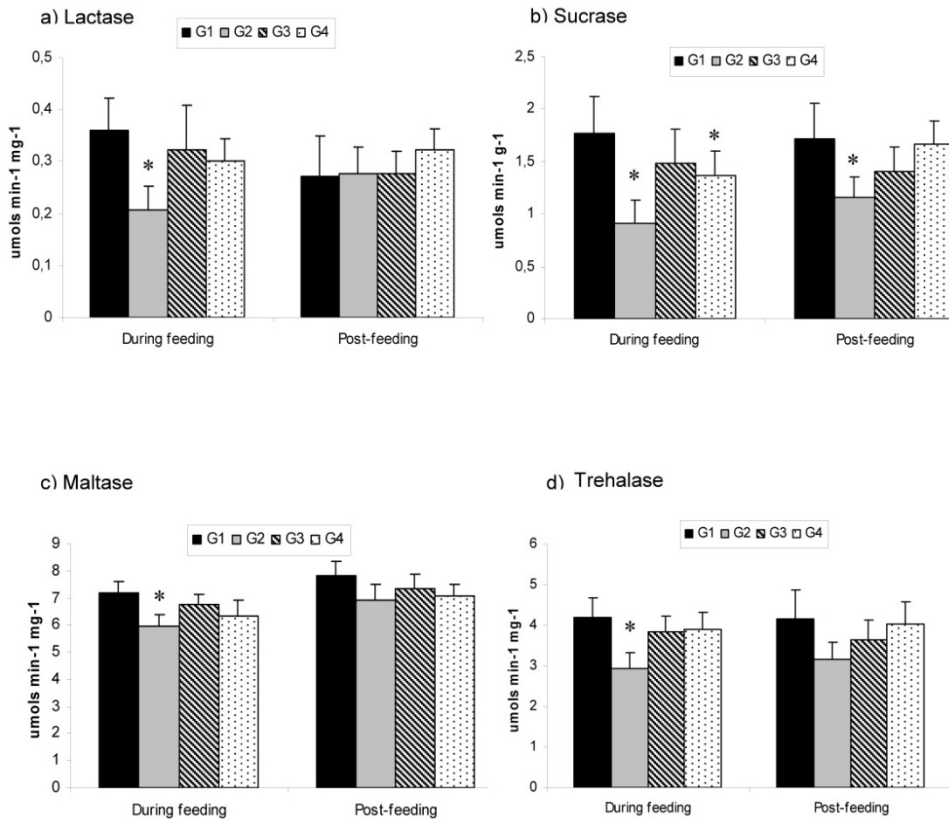 a) Lactase
G1 G2 G3 G4
umols min-1 mg-1
0,5
0,4
0,3
0,2
0,1
0
*
During feeding
Post-feeding
b) Sucrase
G1 G2 G3 G4
umols min-1 g-1
2,5
2
1,5
1
0,5
0
*
*
*
During feeding
Post-feeding
c) Maltase
G1 G2 G3 G4
umols min-1 mg-1
9
8
7
6
5
4
3
2
1
0
*
During feeding
Post-feeding
d) Trehalase
G1 G2 G3 G4
umols min-1 mg-1
6
5
4
3
2
1
0
*
During feeding
Post-feeding